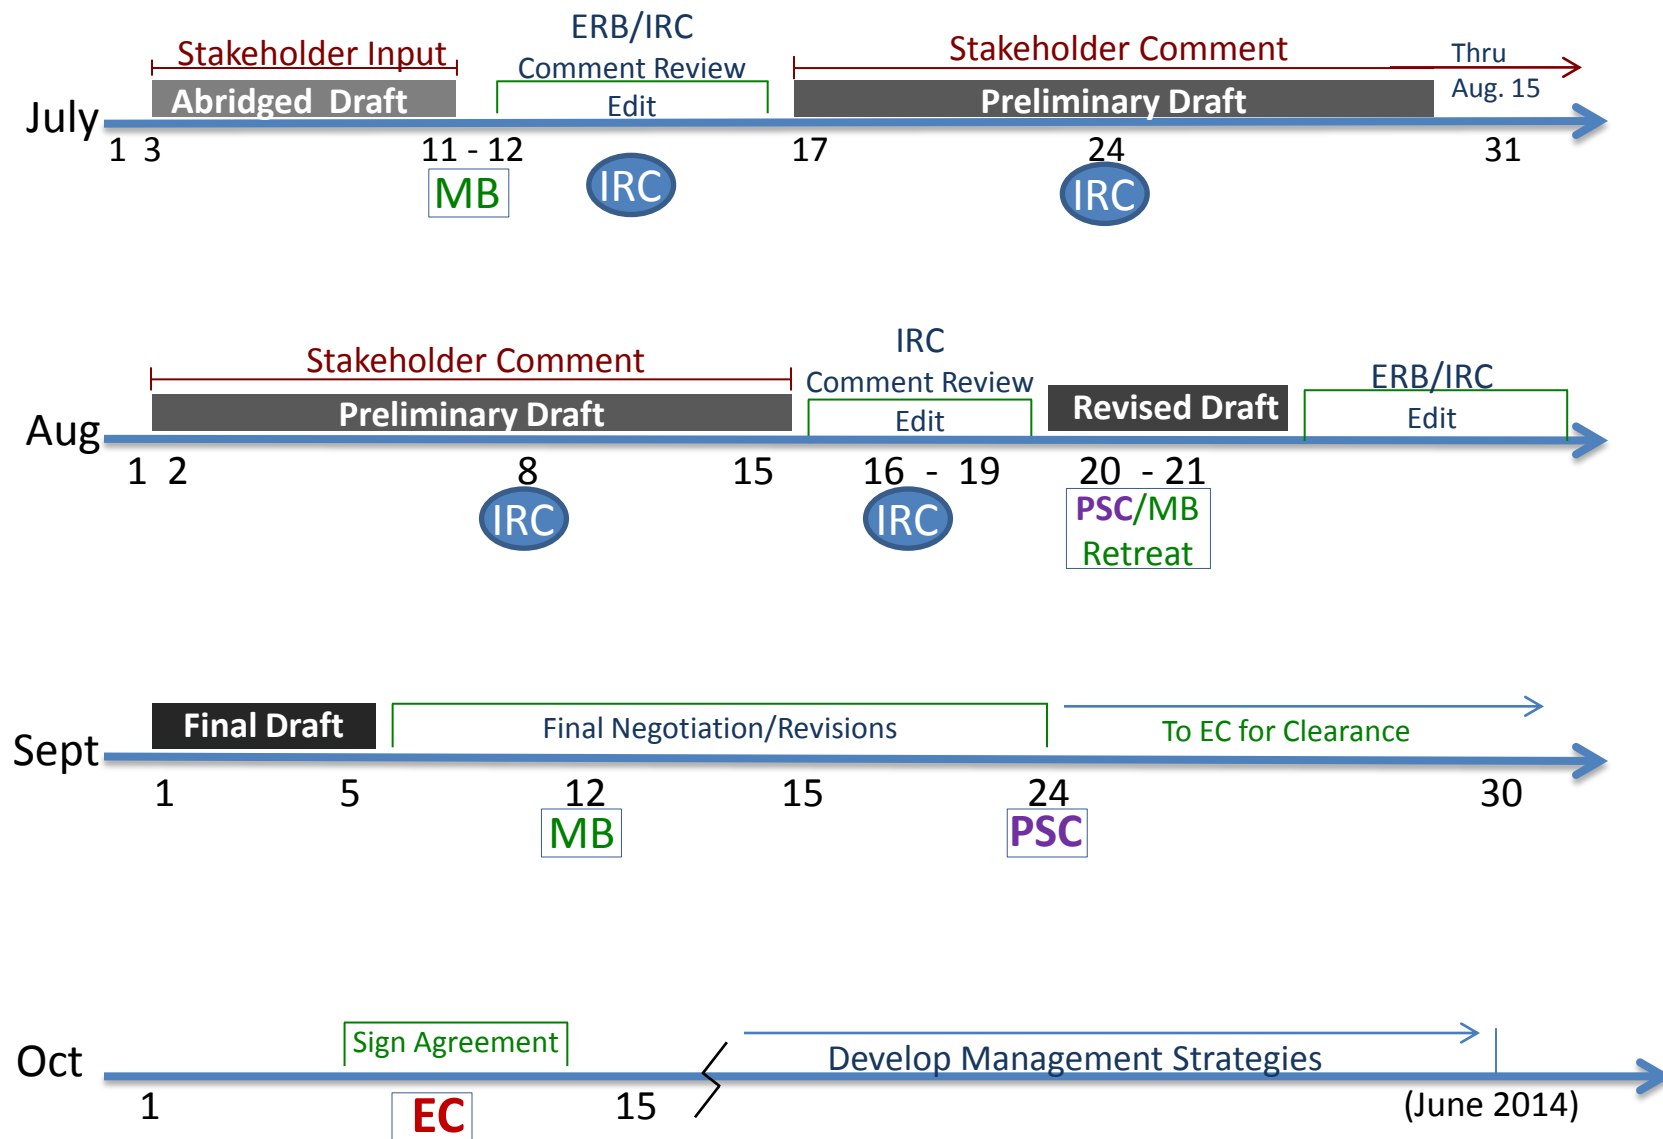 ERB/IRC
Stakeholder Input
Comment Review
Stakeholder Comment
Thru
Aug. 15
Abridged  Draft
Edit
Preliminary Draft
July
1 3
11 - 12
17
24
31
MB
IRC
IRC
IRC
Stakeholder Comment
Comment Review
ERB/IRC
Preliminary Draft
Edit
Revised Draft
Edit
Aug
1 2
8
15
16 - 19
20 - 21
IRC
IRC
PSC/MB
Retreat
Final Draft
Final Negotiation/Revisions
To EC for Clearance
Sept
1
5
12
15
24
30
MB
PSC
Sign Agreement
Develop Management Strategies
Oct
1
15
(June 2014)
EC